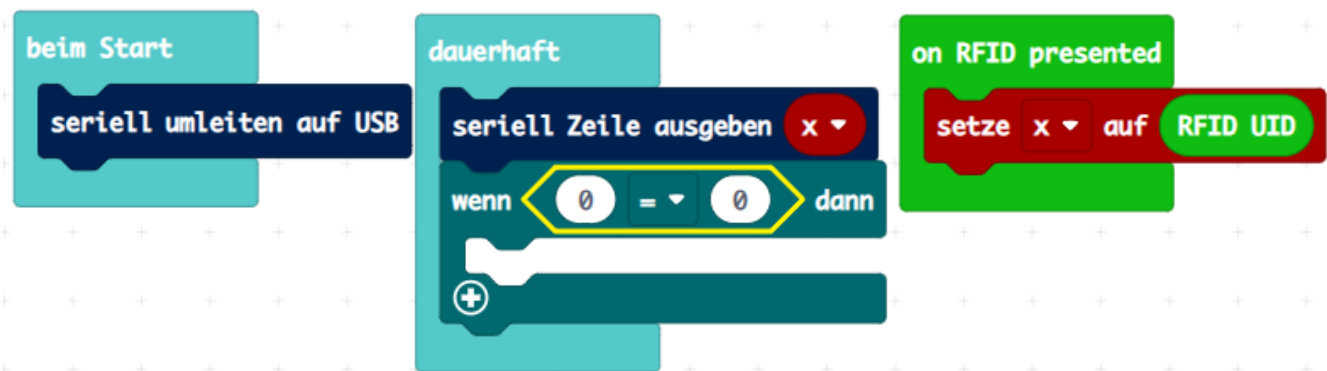 beim Start
seriell umleiten auf USB
dauerhaft
seriell Zeile ausgeben x
wenn 0 = 0 dann
on RFID presented
setze x auf RFID UID